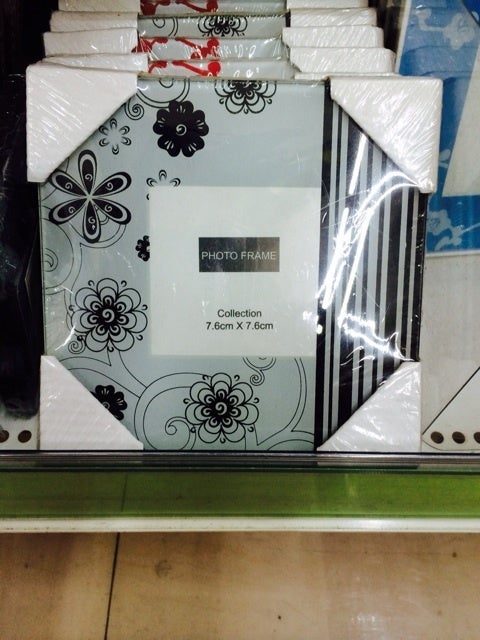 PHOTO FRAME
Collection
7.6cm X 7.6cm